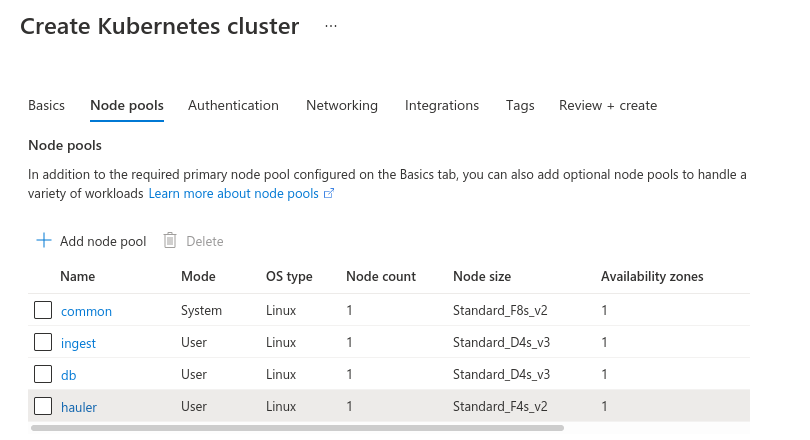 Create Kubernetes cluster ...
Basics Node pools Authentication Networking Integrations Tags Review + create
Node pools
In addition to the required primary node pool configured on the Basics tab, you can also add optional node pools to handle a
variety of workloads Learn more about node pools
Add node pool Delete
Name Mode OS type Node count Node size Availability zones
common System Linux 1 Standard_F8s_v2 1
ingest User Linux 1 Standard_D4s_v3 1
db User Linux 1 Standard_D4s_v3 1
hauler User Linux 1 Standard_F4s_v2 1